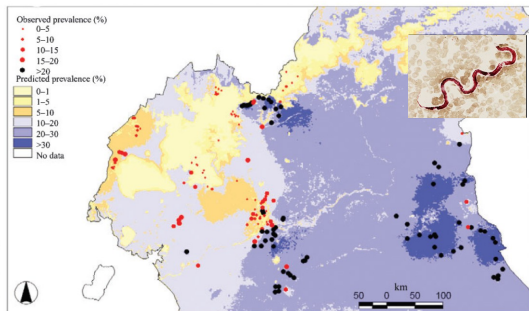 Observed prevalence (%)
0–5
5–10
10–15
15–20
>20
Predicted prevalence (%)
0–1
1–5
5–10
10–20
20–30
>30
No data
km
50 0 50 100